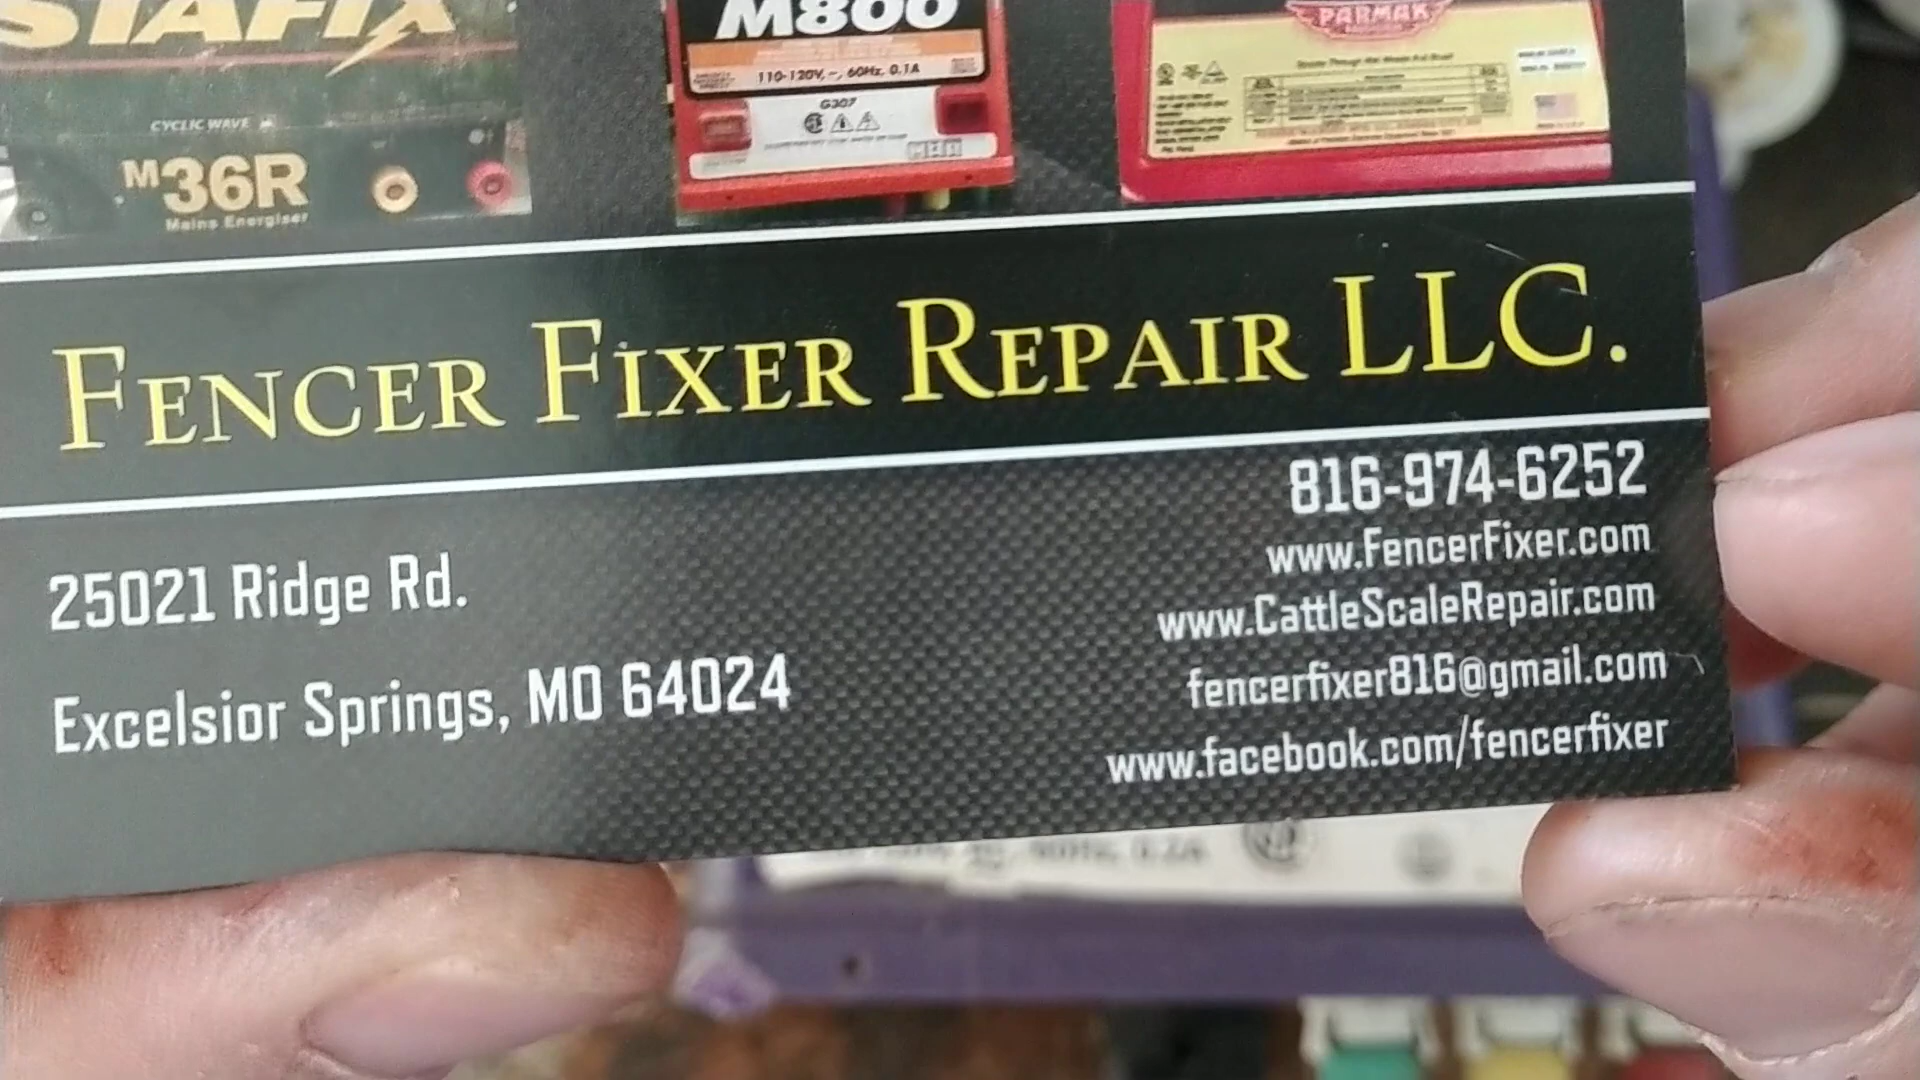 STAFIX
CYCLIC WAVE
M36R
Mains Energiser
M800
110-120V, ~, 60Hz, 0.1A
G307
PARMAK
FENCER FIXER REPAIR LLC.
25021 Ridge Rd.
Excelsior Springs, MO 64024
816-974-6252
www.FencerFixer.com
www.CattleScaleRepair.com
fencerfixer816@gmail.com
www.facebook.com/fencerfixer